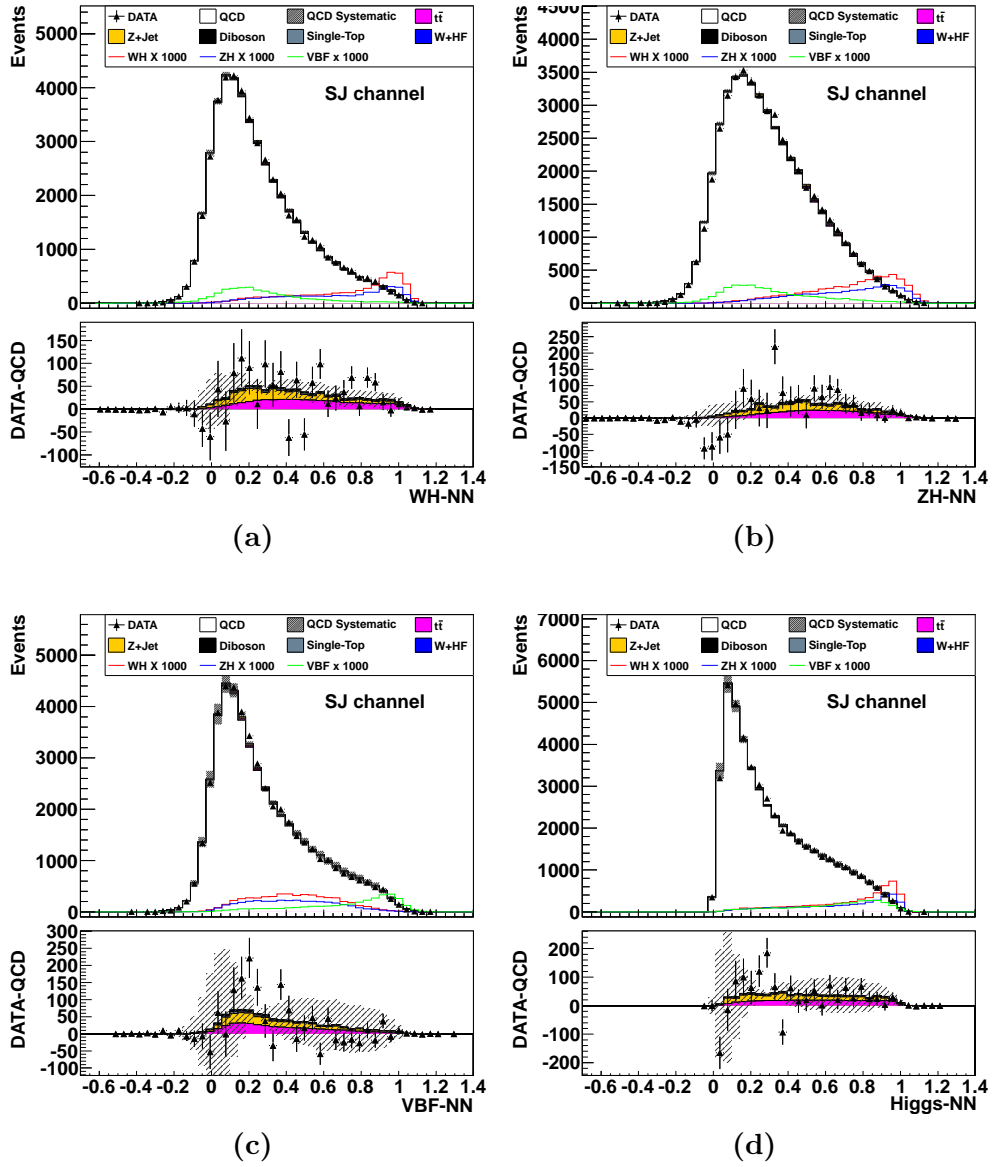 Events
DATA QCD QCD Systematic tt̄
Z+Jet Diboson Single-Top W+HF
WH X 1000 ZH X 1000 VBF x 1000
SJ channel
5000
4000
3000
2000
1000
0
DATA-QCD
150
100
50
0
-50
-100
-0.6 -0.4 -0.2 0 0.2 0.4 0.6 0.8 1 1.2 1.4
WH-NN
(a)
Events
DATA QCD QCD Systematic tt̄
Z+Jet Diboson Single-Top W+HF
WH X 1000 ZH X 1000 VBF x 1000
SJ channel
4500
4000
3500
3000
2500
2000
1500
1000
500
0
DATA-QCD
250
200
150
100
50
0
-50
-100
-150
-0.6 -0.4 -0.2 0 0.2 0.4 0.6 0.8 1 1.2 1.4
ZH-NN
(b)
Events
DATA QCD QCD Systematic tt̄
Z+Jet Diboson Single-Top W+HF
WH X 1000 ZH X 1000 VBF x 1000
SJ channel
5000
4000
3000
2000
1000
0
DATA-QCD
300
250
200
150
100
50
0
-50
-100
-0.6 -0.4 -0.2 0 0.2 0.4 0.6 0.8 1 1.2 1.4
VBF-NN
(c)
Events
DATA QCD QCD Systematic tt̄
Z+Jet Diboson Single-Top W+HF
WH X 1000 ZH X 1000 VBF x 1000
SJ channel
7000
6000
5000
4000
3000
2000
1000
0
DATA-QCD
200
100
0
-100
-200
-0.6 -0.4 -0.2 0 0.2 0.4 0.6 0.8 1 1.2 1.4
Higgs-NN
(d)